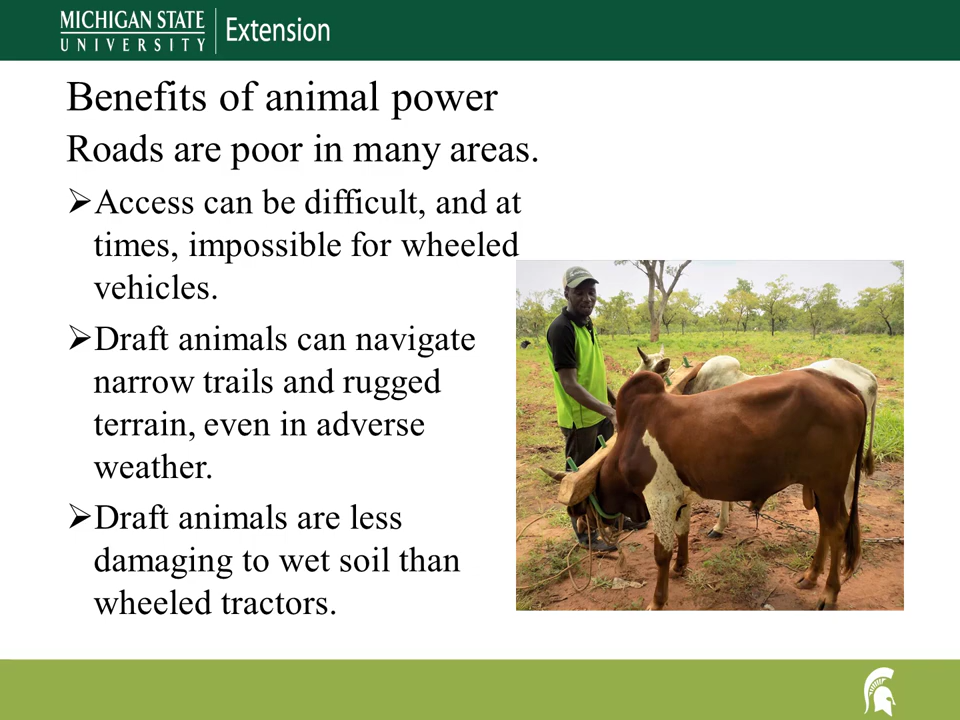 MICHIGAN STATE
UNIVERSITY
Extension
Benefits of animal power
Roads are poor in many areas.
➢Access can be difficult, and at
times, impossible for wheeled
vehicles.
➢Draft animals can navigate
narrow trails and rugged
terrain, even in adverse
weather.
➢Draft animals are less
damaging to wet soil than
wheeled tractors.